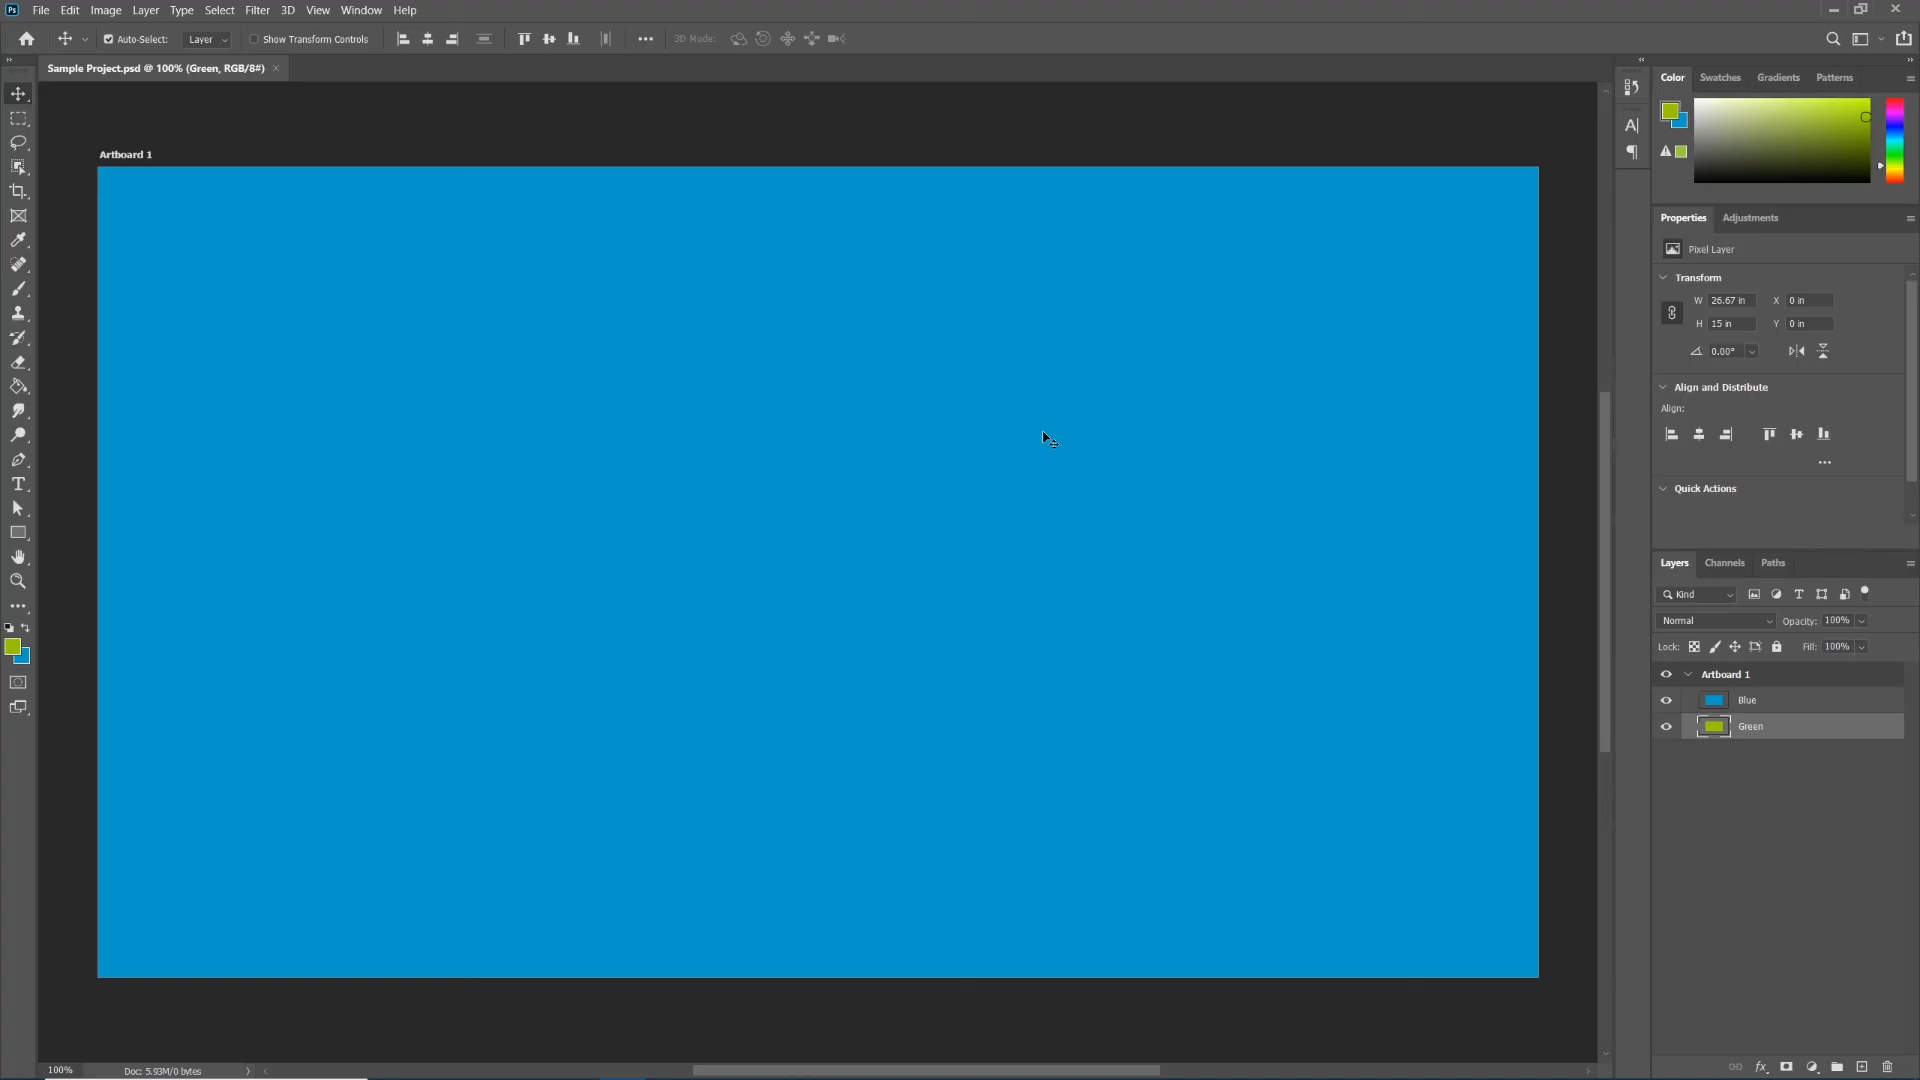 Ps File Edit Image Layer Type Select Filter 3D View Window Help
Auto-Select: Layer Show Transform Controls 3D Mode:
Sample Project.psd @ 100% (Green, RGB/8#)
Artboard 1
Color Swatches Gradients Patterns
Properties Adjustments
Pixel Layer
Transform
W 26.67 in X 0 in
H 15 in Y 0 in
0.00°
Align and Distribute
Align:
Quick Actions
Layers Channels Paths
Kind
Normal Opacity: 100%
Lock: Fill: 100%
Artboard 1
Blue
Green
100% Doc: 5.93M/0 bytes